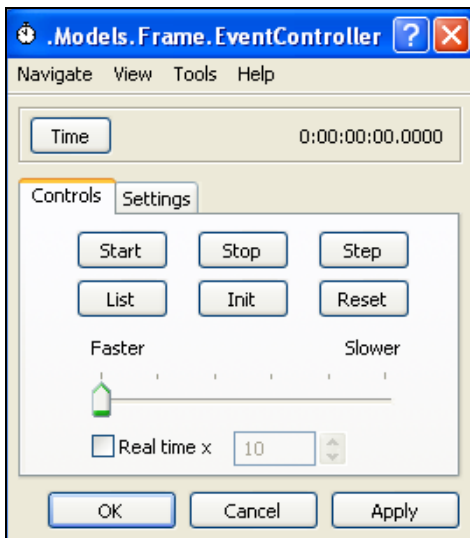 .Models.Frame.EventController ?
Navigate View Tools Help
Time 0:00:00:00.0000
Controls Settings
Start Stop Step
List Init Reset
Faster Slower
Real time x 10
OK Cancel Apply